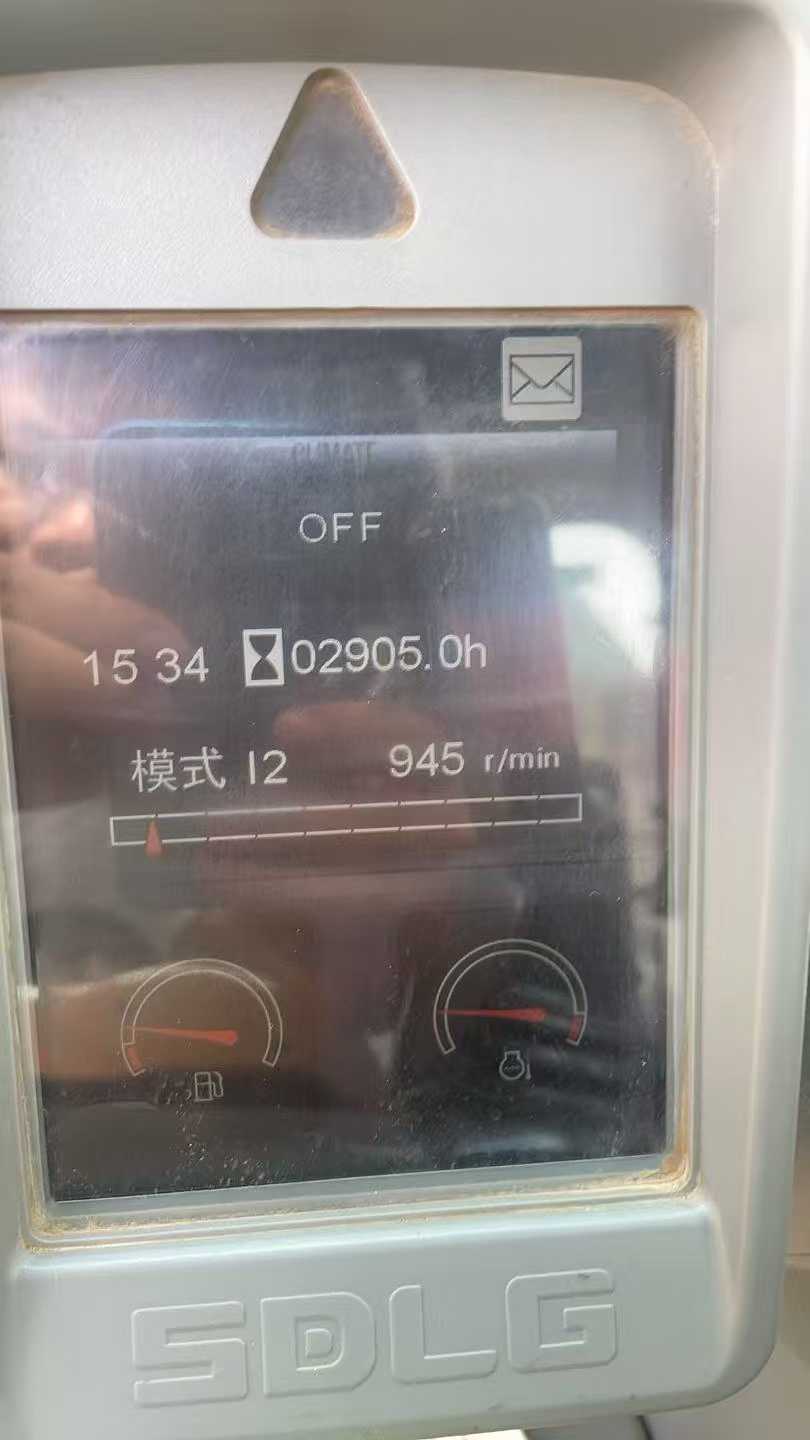 CLIMATE
OFF
15 34 02905.0h
模式 I2 945 r/min
SDLG